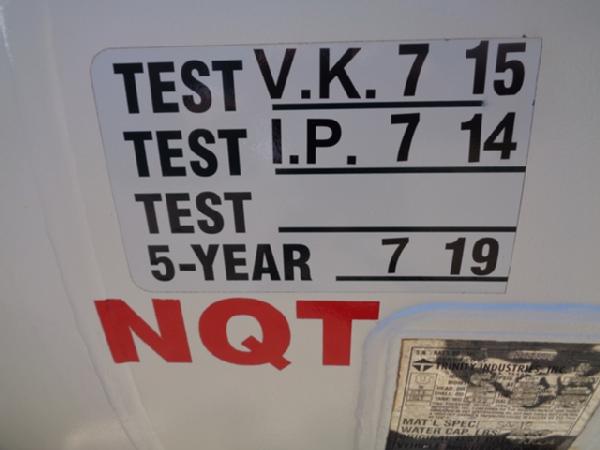 TEST V.K. 7 15
TEST I.P. 7 14
TEST
5-YEAR 7 19
NQT
TRINITY INDUSTRIES, INC.
MAT'L SPEC
WATER CAP. LBS